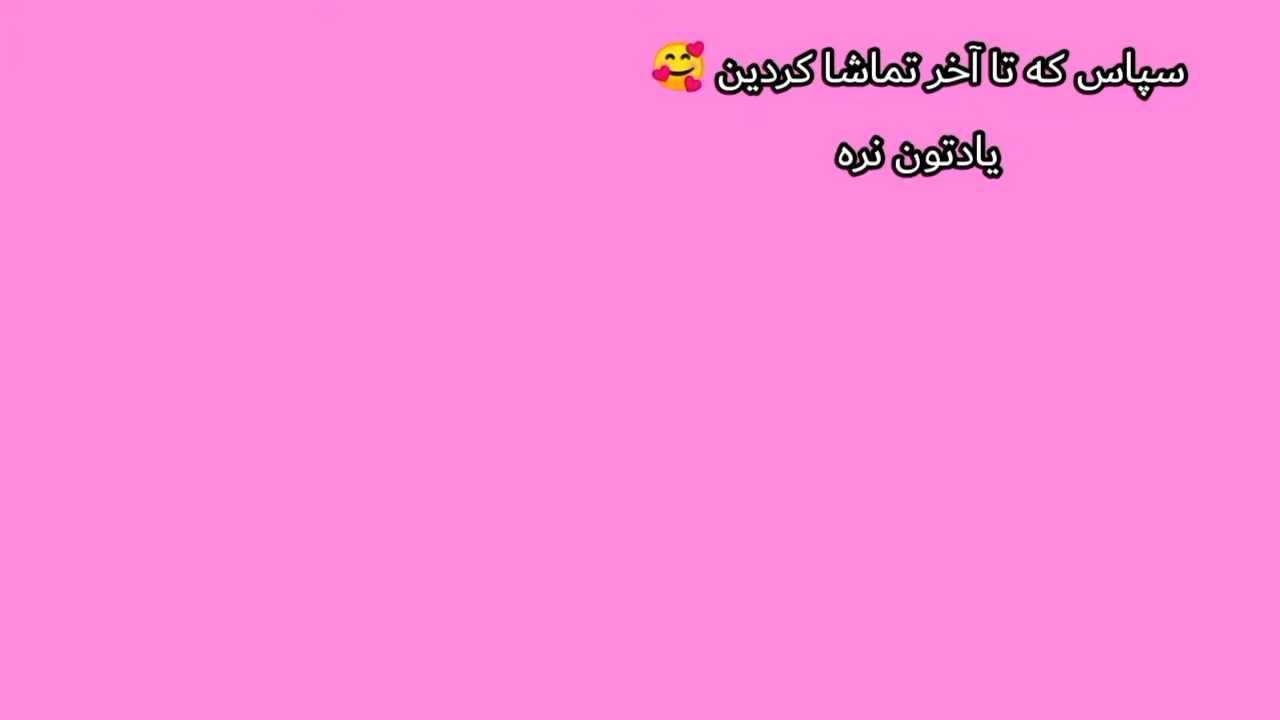 سپاس که تا آخر تماشا کردین 🥰
یادتون نره